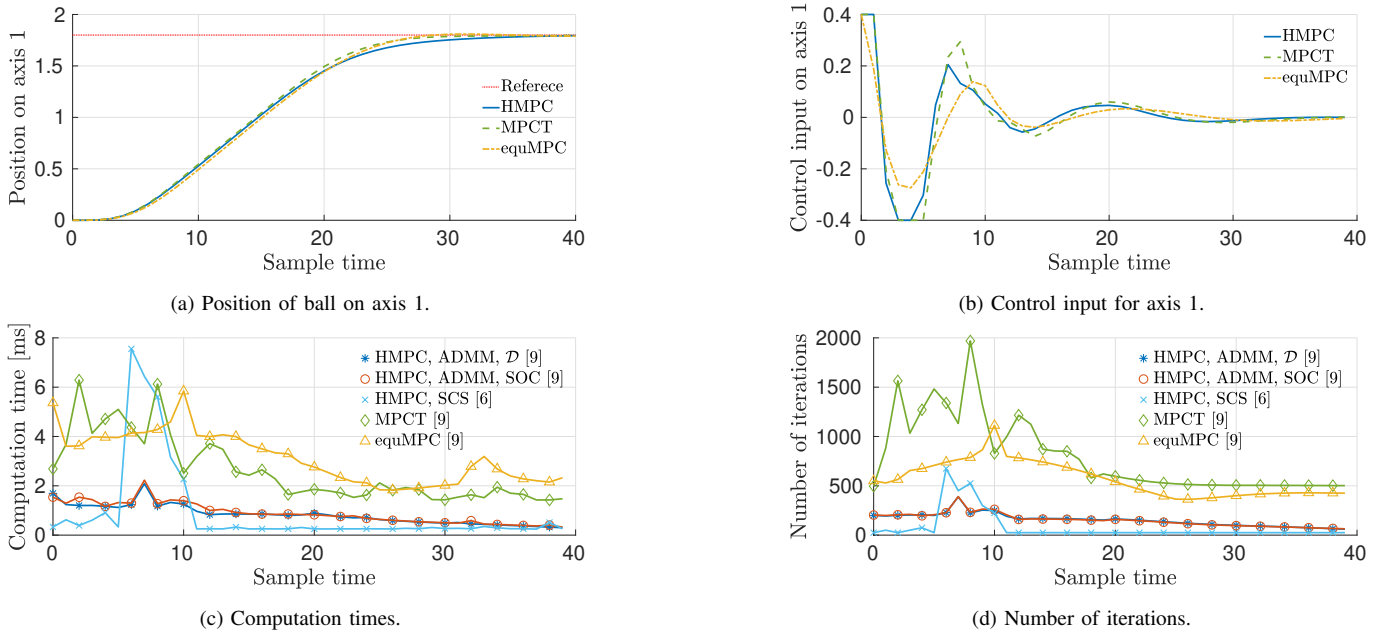 2
1.5
1
0.5
0
0
10
20
30
40
Position on axis 1
Sample time
Referece
HMPC
MPCT
equMPC
(a) Position of ball on axis 1.
0.4
0.2
0
-0.2
-0.4
0
10
20
30
40
Control input on axis 1
Sample time
HMPC
MPCT
equMPC
(b) Control input for axis 1.
8
6
4
2
0
0
10
20
30
40
Computation time [ms]
Sample time
HMPC, ADMM, 𝒟 [9]
HMPC, ADMM, SOC [9]
HMPC, SCS [6]
MPCT [9]
equMPC [9]
(c) Computation times.
2000
1500
1000
500
0
0
10
20
30
40
Number of iterations
Sample time
HMPC, ADMM, 𝒟 [9]
HMPC, ADMM, SOC [9]
HMPC, SCS [6]
MPCT [9]
equMPC [9]
(d) Number of iterations.